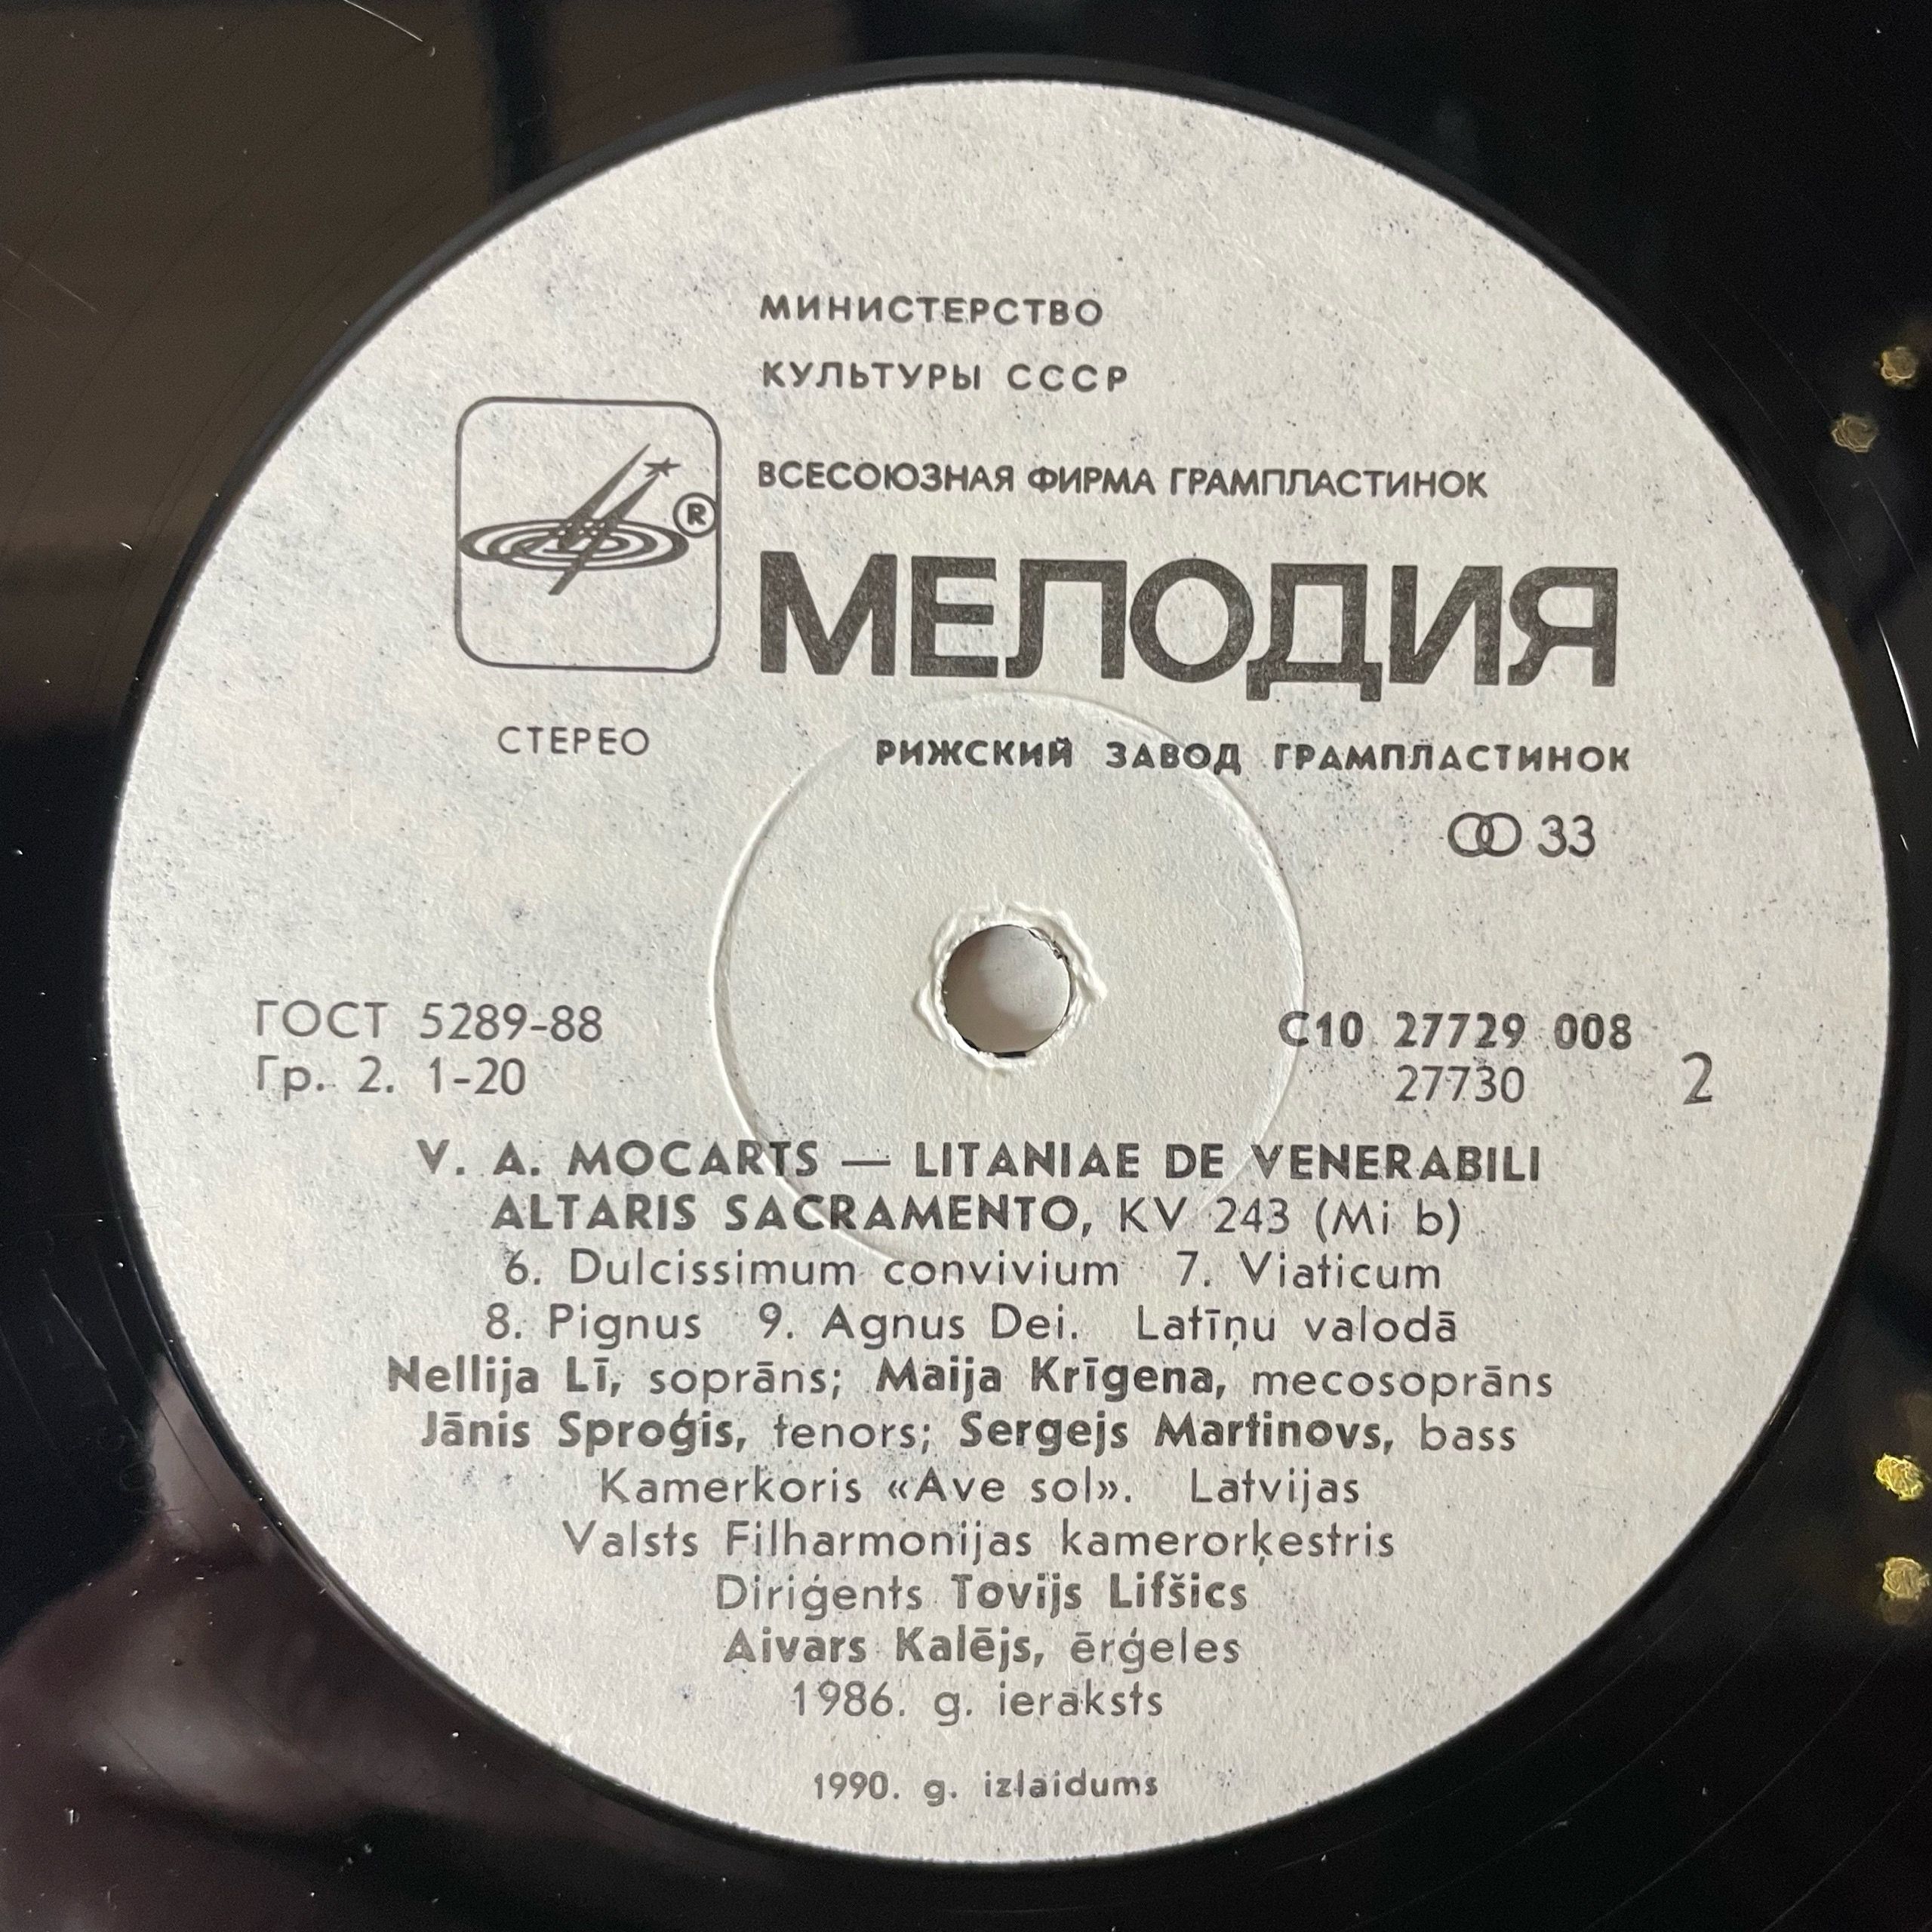 МИНИСТЕРСТВО
КУЛЬТУРЫ СССР
ВСЕСОЮЗНАЯ ФИРМА ГРАМПЛАСТИНОК
®
МЕЛОДИЯ
СТЕРЕО
РИЖСКИЙ ЗАВОД ГРАМПЛАСТИНОК
33
ГОСТ 5289-88
Гр. 2. 1-20
С10 27729 008
27730
2
V. A. MOCARTS — LITANIAE DE VENERABILI
ALTARIS SACRAMENTO, KV 243 (Mi b)
6. Dulcissimum convivium 7. Viaticum
8. Pignus 9. Agnus Dei. Latīņu valodā
Nellija Lī, soprāns; Maija Krīgena, mecosoprāns
Jānis Sproģis, tenors; Sergejs Martinovs, bass
Kamerkoris «Ave sol». Latvijas
Valsts Filharmonijas kamerorķestris
Diriģents Tovijs Lifšics
Aivars Kalējs, ērģeles
1986. g. ieraksts
1990. g. izlaidums